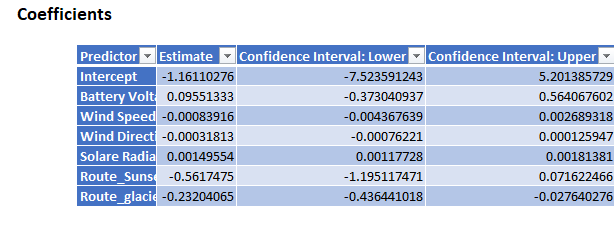 Coefficients
Predictor Estimate Confidence Interval: Lower Confidence Interval: Upper
Intercept -1.16110276 -7.523591243 5.201385729
Battery Volta 0.09551333 -0.373040937 0.564067602
Wind Speed -0.00083916 -0.004367639 0.002689318
Wind Directi -0.00031813 -0.00076221 0.000125947
Solare Radia 0.00149554 0.00117728 0.00181381
Route_Sunse -0.5617475 -1.195117471 0.071622466
Route_glacie -0.23204065 -0.436441018 -0.027640276